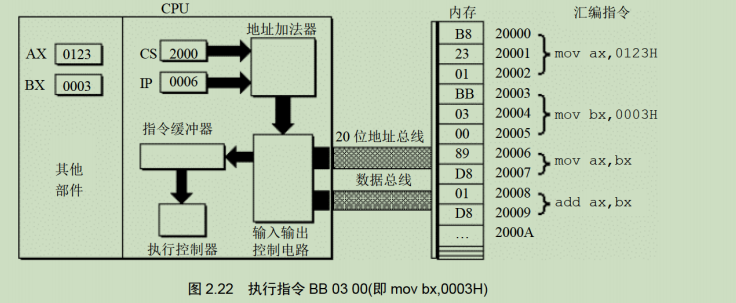 CPU
内存
汇编指令
地址加法器
AX 0123
BX 0003
CS 2000
IP 0006
指令缓冲器
20 位地址总线
数据总线
其他
部件
执行控制器
输入输出
控制电路
B8 20000
23 20001 mov ax,0123H
01 20002
BB 20003
03 20004 mov bx,0003H
00 20005
89 20006
mov ax,bx
D8 20007
01 20008
add ax,bx
D8 20009
… 2000A
图 2.22 执行指令 BB 03 00(即 mov bx,0003H)